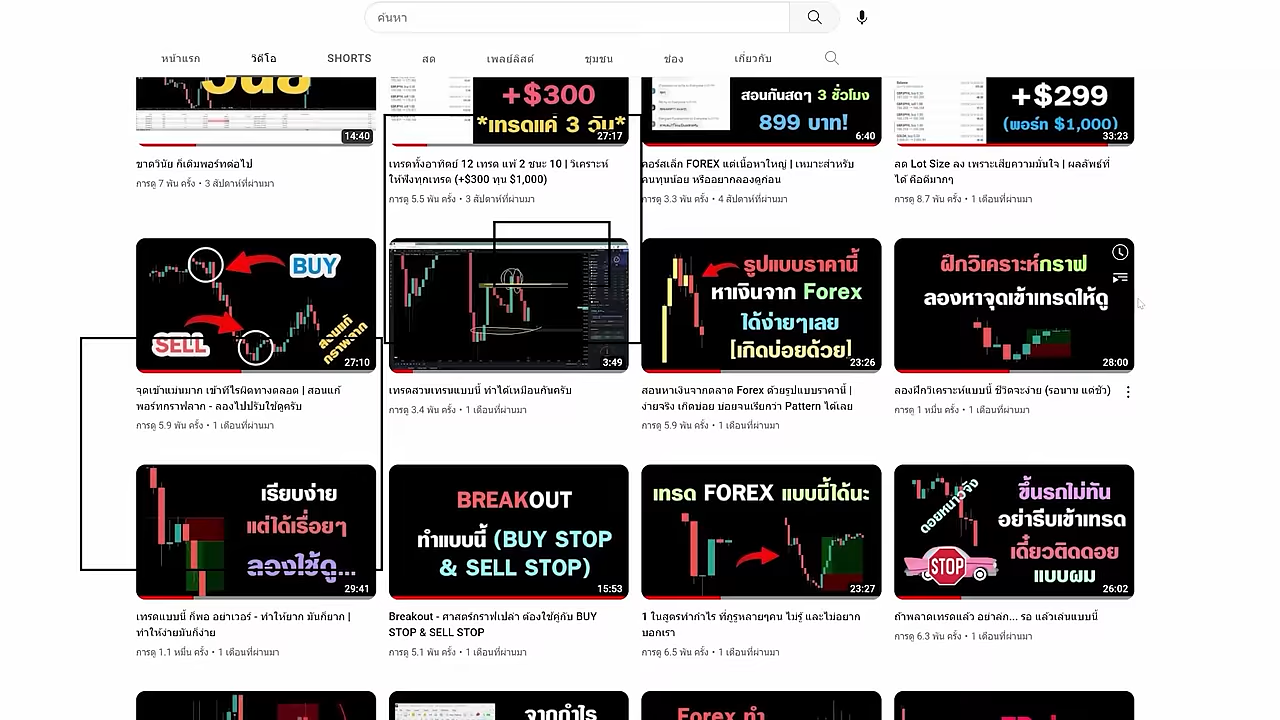 ค้นหา
หน้าแรก
วิดีโอ
SHORTS
สด
เพลย์ลิสต์
ชุมชน
ช่อง
เกี่ยวกับ
14:40
+$300
*เทรดแค่ 3 วัน*
27:17
สอนกันสดๆ 3 ชั่วโมง
899 บาท!
6:40
+$299
(พอร์ท $1,000)
33:23
ขาดวินัย ก็เติมพอร์ทต่อไป
การดู 7 พัน ครั้ง • 3 สัปดาห์ที่ผ่านมา
เทรดทั้งอาทิตย์ 12 เทรด แพ้ 2 ชนะ 10 | วิเคราะห์
ให้ฟังทุกเทรด (+$300 ทุน $1,000)
การดู 5.5 พัน ครั้ง • 3 สัปดาห์ที่ผ่านมา
คอร์สเล็ก FOREX แต่เนื้อหาใหญ่ | เหมาะสำหรับ
คนทุนน้อย หรืออยากลองดูก่อน
การดู 3.3 พัน ครั้ง • 4 สัปดาห์ที่ผ่านมา
ลด Lot Size ลง เพราะเสียความมั่นใจ | ผลลัพธ์ที่
ได้ คือดีมากๆ
การดู 8.7 พัน ครั้ง • 1 เดือนที่ผ่านมา
BUY
SELL
สอนแก้
กราฟจาก
27:10
3:49
รูปแบบราคานี้
หาเงินจาก Forex
ได้ง่ายๆเลย
[เกิดบ่อยด้วย]
23:26
ฝึกวิเคราะห์กราฟ
ลองหาจุดเข้าเทรดให้ดู
28:00
จุดเข้าแม่นมาก เข้าทีไรผิดทางตลอด | สอนแก้
พอร์ทกราฟลาก - ลองไปปรับใช้ดูครับ
การดู 5.9 พัน ครั้ง • 1 เดือนที่ผ่านมา
เทรดสวนเทรนแบบนี้ ทำได้เหมือนกันครับ
การดู 3.4 พัน ครั้ง • 1 เดือนที่ผ่านมา
สอนหาเงินจากตลาด Forex ด้วยรูปแบบราคานี้ |
ง่ายจริง เกิดบ่อย บ่อยจนเรียกว่า Pattern ได้เลย
การดู 5.9 พัน ครั้ง • 1 เดือนที่ผ่านมา
ลองฝึกวิเคราะห์แบบนี้ ชีวิตจะง่าย (รอนาน แต่ชัว)
การดู 1 หมื่น ครั้ง • 1 เดือนที่ผ่านมา
เรียบง่าย
แต่ได้เรื่อยๆ
ลองใช้ดู...
29:41
BREAKOUT
ทำแบบนี้ (BUY STOP
& SELL STOP)
15:53
เทรด FOREX แบบนี้ได้นะ
23:27
ดอยหนาวจัง
ขึ้นรถไม่ทัน
อย่ารีบเข้าเทรด
เดี๋ยวติดดอย
แบบผม
STOP
26:02
เทรดแบบนี้ ก็พอ อย่าเวอร์ - ทำให้ยาก มันก็ยาก |
ทำให้ง่ายมันก็ง่าย
การดู 1.1 หมื่น ครั้ง • 1 เดือนที่ผ่านมา
Breakout - ศาสตร์กราฟเปล่า ต้องใช้คู่กับ BUY
STOP & SELL STOP
การดู 5.1 พัน ครั้ง • 1 เดือนที่ผ่านมา
1 ในสูตรทำกำไร ที่กูรูหลายๆคน ไม่รู้ และไม่อยาก
บอกเรา
การดู 6.5 พัน ครั้ง • 1 เดือนที่ผ่านมา
ถ้าพลาดเทรดแล้ว อย่าล่ก... รอ แล้วเล่นแบบนี้
การดู 6.3 พัน ครั้ง • 1 เดือนที่ผ่านมา
จากกำไร
Forex ทำ